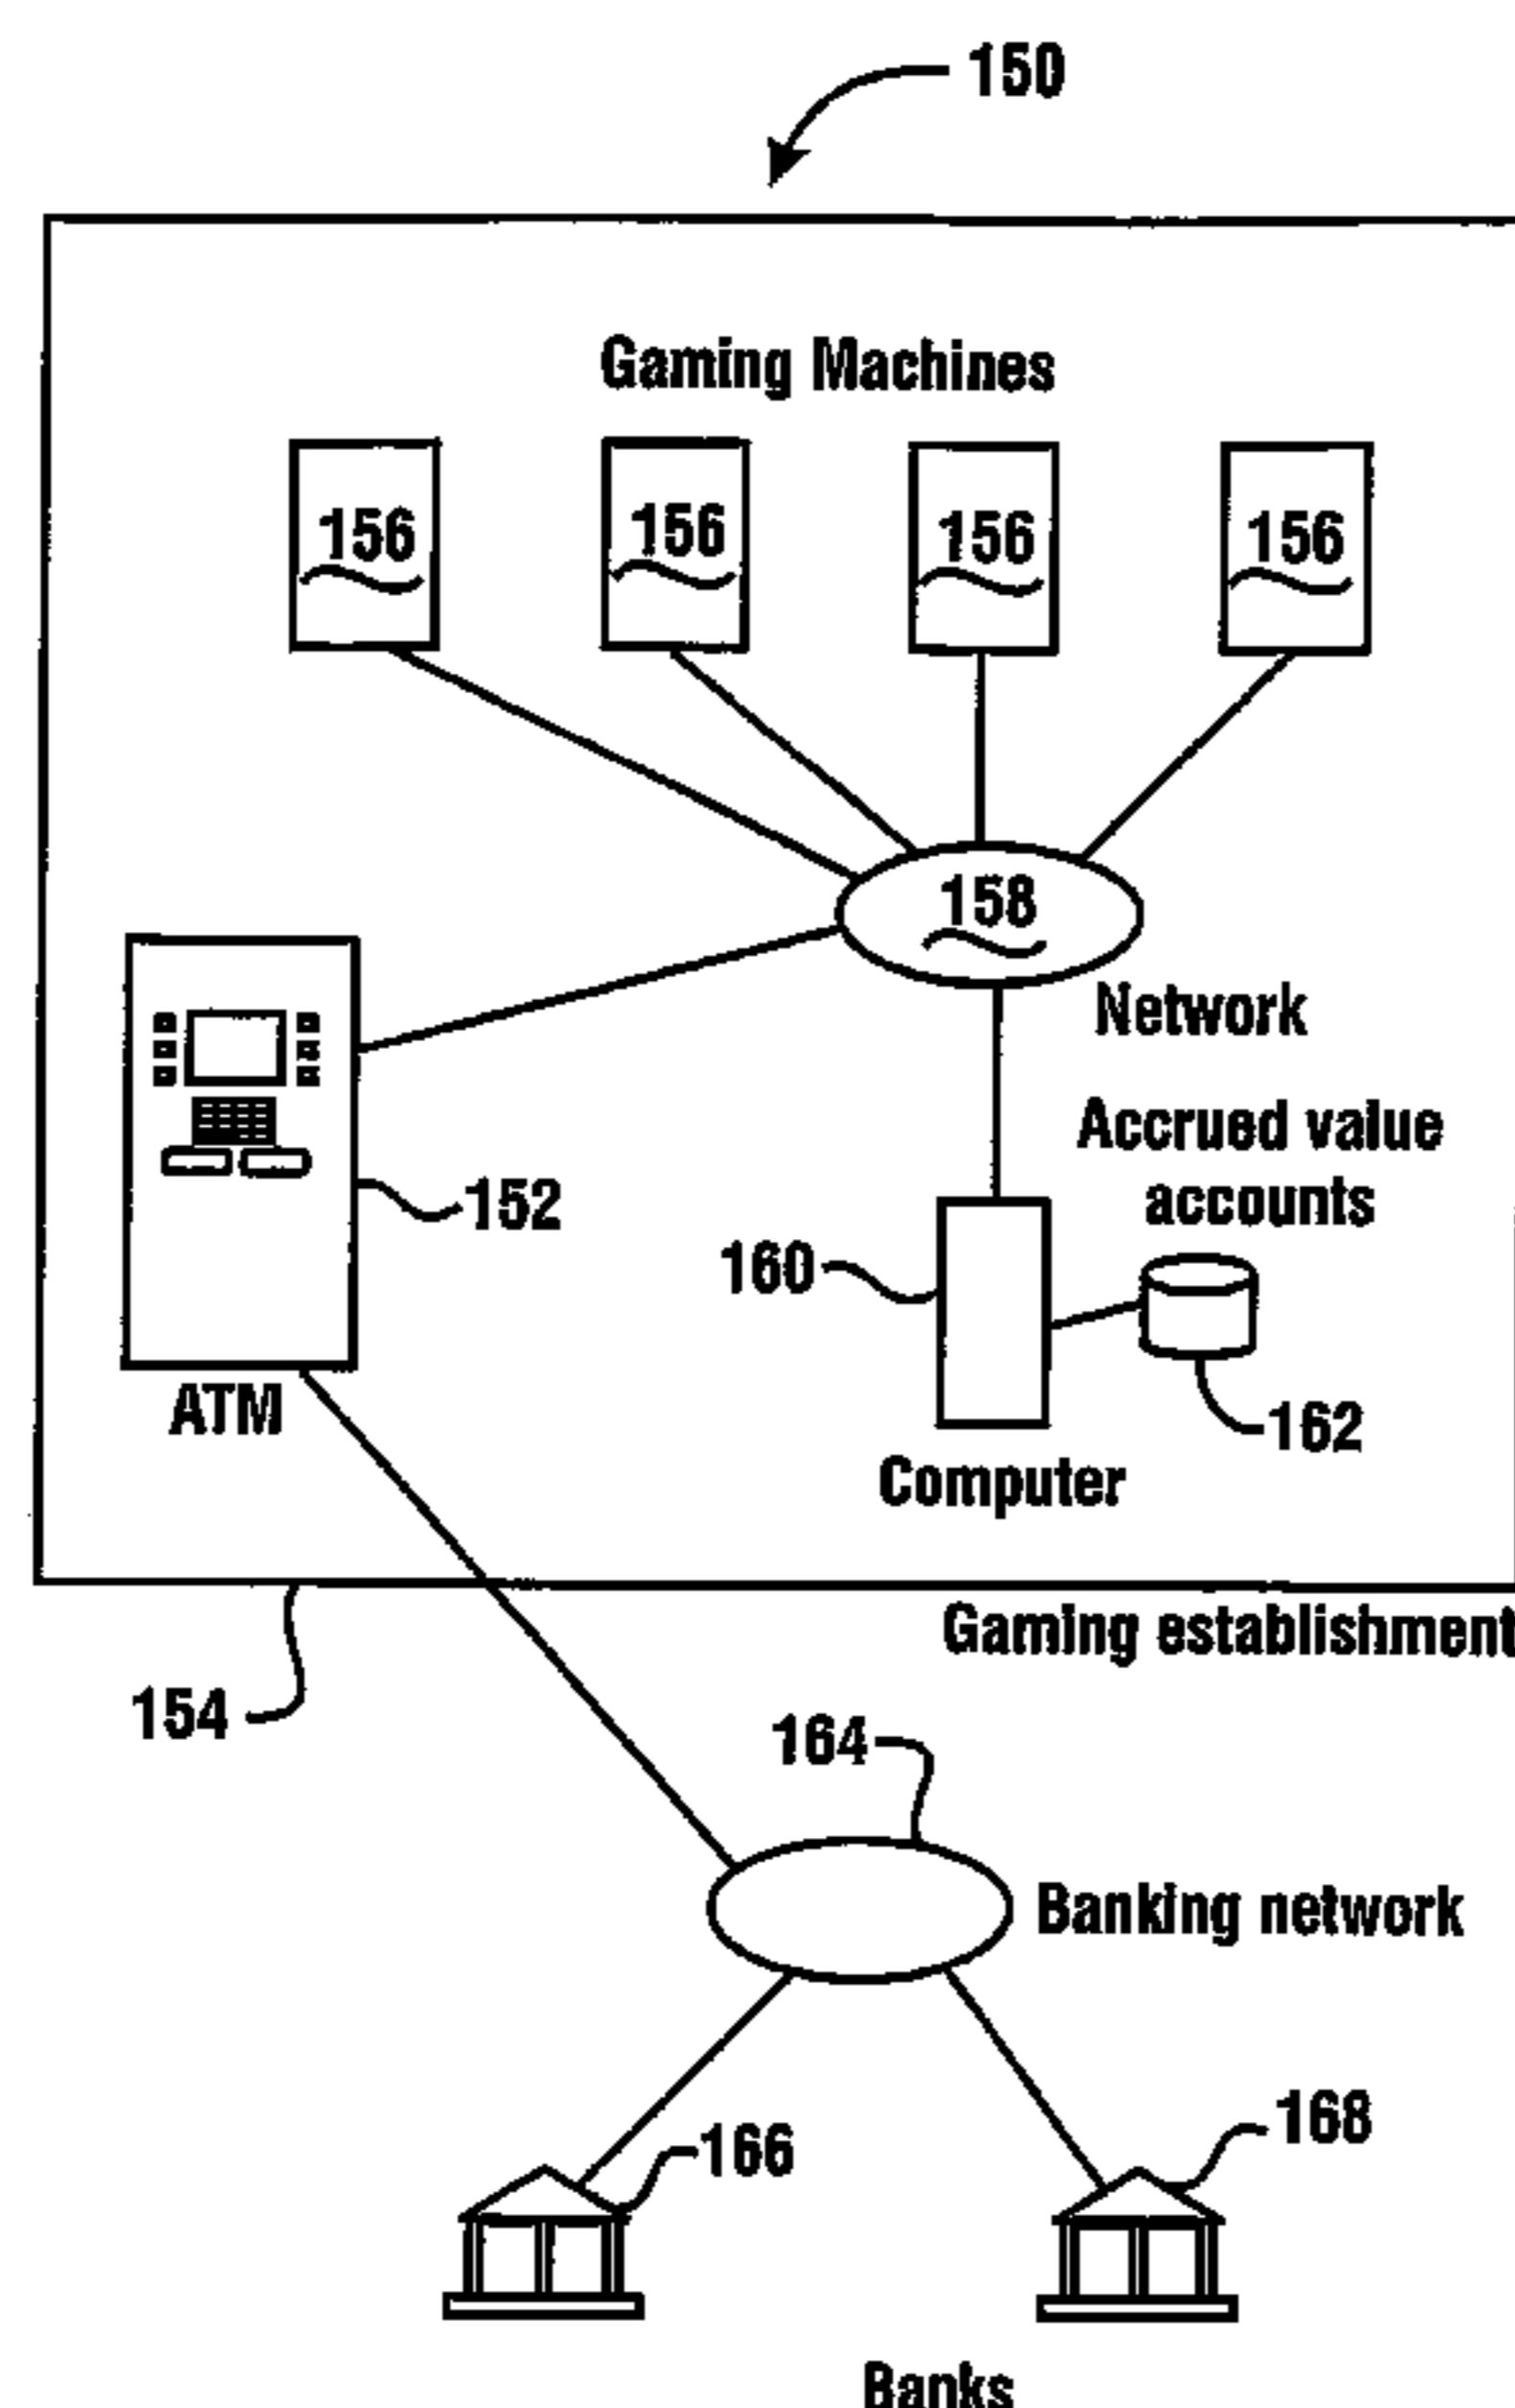 150
Gaming Machines
156 156 156 156
158
Network
Accrued value
accounts
152
160
162
ATM
Computer
Gaming establishment
154
164
Banking network
166
168
Banks